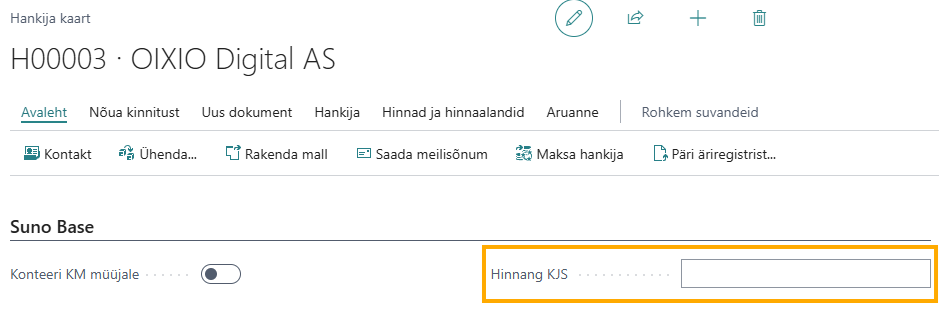 Hankija kaart
H00003 · OIXIO Digital AS
Avaleht Nõua kinnitust Uus dokument Hankija Hinnad ja hinnaalandid Aruanne Rohkem suvandeid
Kontakt Ühenda... Rakenda mall Saada meilisõnum Maksa hankija Päri äriregistrist...
Suno Base
Konteeri KM müüjale Hinnang KJS